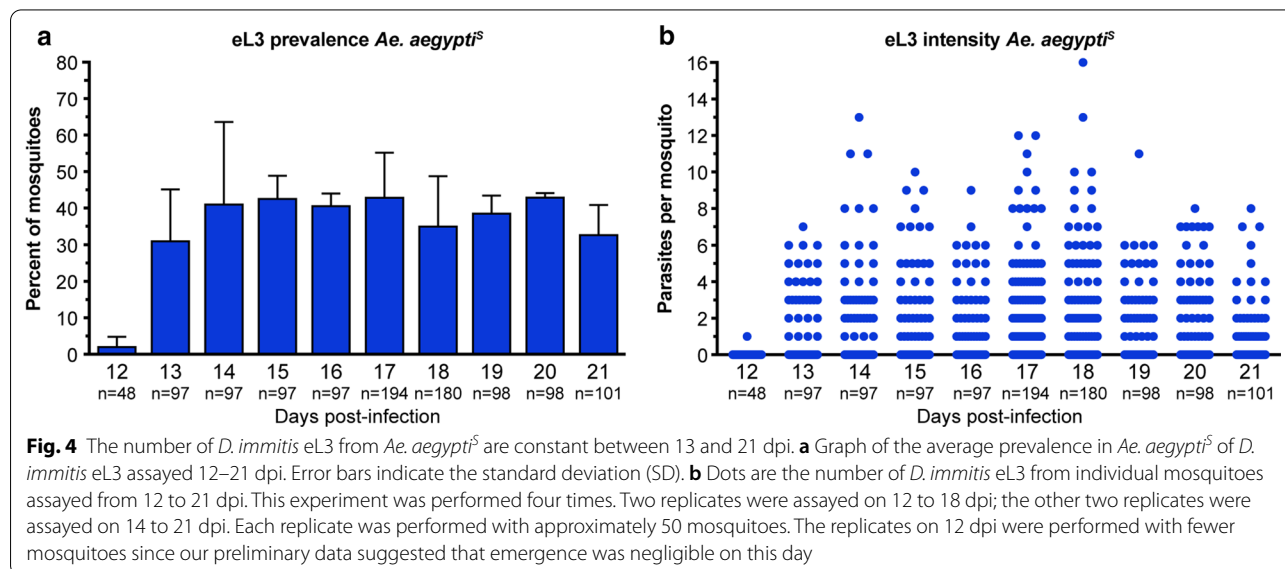 a
eL3 prevalence Ae. aegyptiˢ
Percent of mosquitoes
80
70
60
50
40
30
20
10
0
12 13 14 15 16 17 18 19 20 21
n=48 n=97 n=97 n=97 n=97 n=194 n=180 n=98 n=98 n=101
Days post-infection
b
eL3 intensity Ae. aegyptiˢ
Parasites per mosquito
16
14
12
10
8
6
4
2
0
12 13 14 15 16 17 18 19 20 21
n=48 n=97 n=97 n=97 n=97 n=194 n=180 n=98 n=98 n=101
Days post-infection
Fig. 4 The number of D. immitis eL3 from Ae. aegyptiˢ are constant between 13 and 21 dpi. a Graph of the average prevalence in Ae. aegyptiˢ of D.
immitis eL3 assayed 12–21 dpi. Error bars indicate the standard deviation (SD). b Dots are the number of D. immitis eL3 from individual mosquitoes
assayed from 12 to 21 dpi. This experiment was performed four times. Two replicates were assayed on 12 to 18 dpi; the other two replicates were
assayed on 14 to 21 dpi. Each replicate was performed with approximately 50 mosquitoes. The replicates on 12 dpi were performed with fewer
mosquitoes since our preliminary data suggested that emergence was negligible on this day